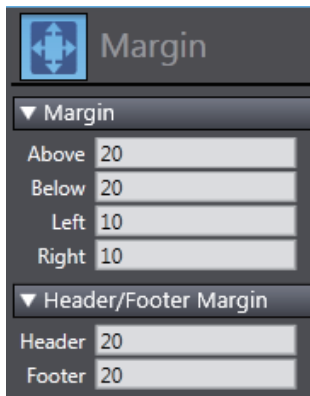 Margin
Margin
Above 20
Below 20
Left 10
Right 10
Header/Footer Margin
Header 20
Footer 20